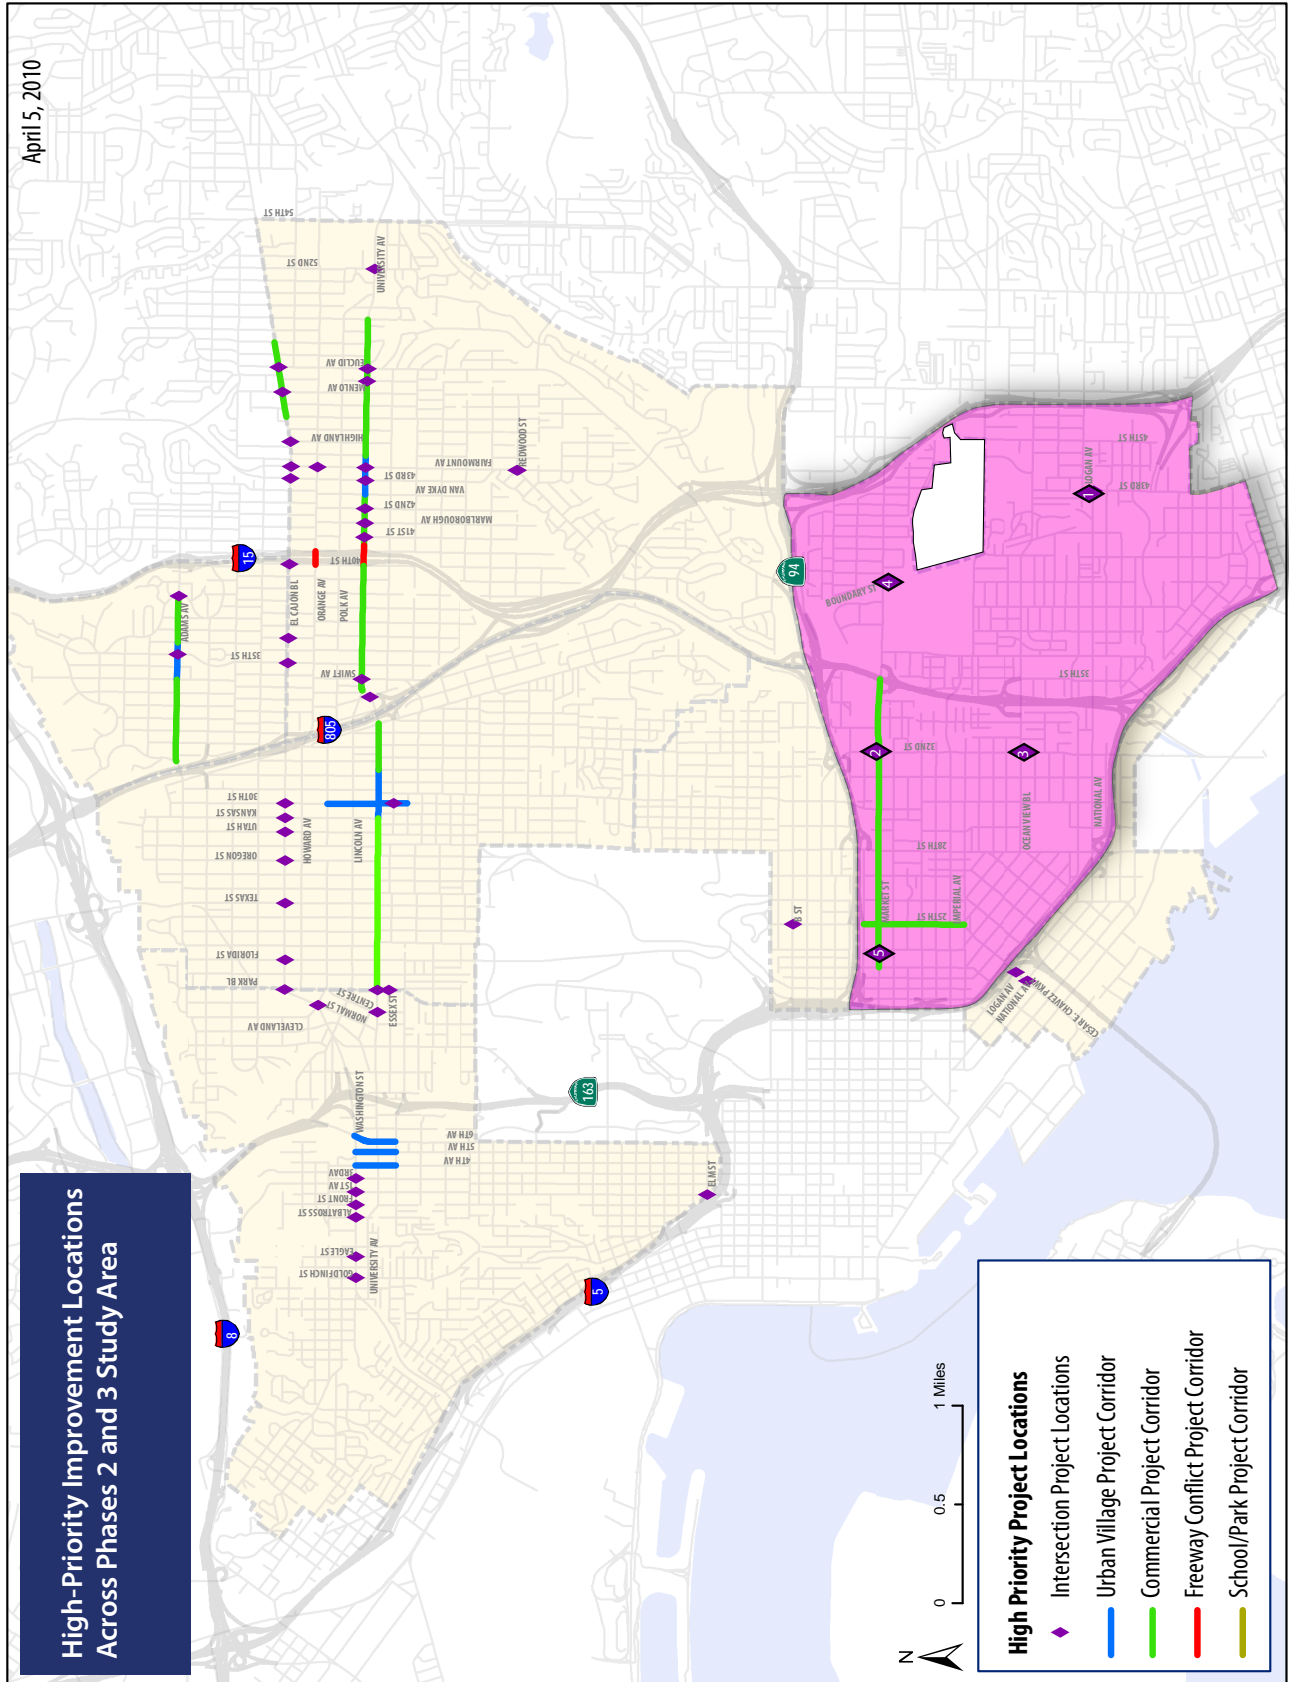 High-Priority Improvement Locations
Across Phases 2 and 3 Study Area
April 5, 2010
8
5
163
805
15
94
ADAMS AV
35TH ST
EL CAJON BL
ORANGE AV
POLK AV
40TH ST
SWIFT AV
41ST ST
MARLBOROUGH AV
42ND ST
VAN DYKE AV
43RD ST
FAIRMOUNT AV
HIGHLAND AV
MENLO AV
EUCLID AV
52ND ST
54TH ST
UNIVERSITY AV
REDWOOD ST
30TH ST
KANSAS ST
UTAH ST
OREGON ST
TEXAS ST
FLORIDA ST
PARK BL
HOWARD AV
LINCOLN AV
CENTRE ST
NORMAL ST
ESSEX ST
CLEVELAND AV
WASHINGTON ST
6TH AV
5TH AV
4TH AV
3RD AV
1ST AV
FRONT ST
ALBATROSS ST
EAGLE ST
GOLDFINCH ST
UNIVERSITY AV
ELM ST
B ST
MARKET ST
25TH ST
IMPERIAL AV
28TH ST
32ND ST
35TH ST
OCEAN VIEW BL
NATIONAL AV
BOUNDARY ST
LOGAN AV
43RD ST
45TH ST
LOGAN AV
NATIONAL AV
CESAR E. CHAVEZ PKWY
1
2
3
4
5
N
0 0.5 1 Miles
High Priority Project Locations
Intersection Project Locations
Urban Village Project Corridor
Commercial Project Corridor
Freeway Conflict Project Corridor
School/Park Project Corridor